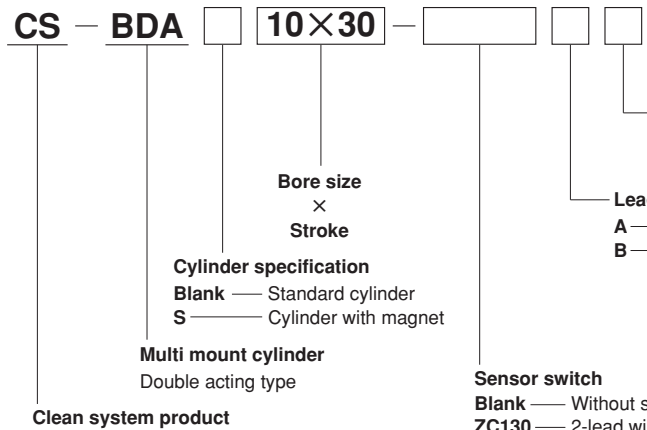 CS — BDA 10×30 —
Bore size
×
Stroke
A —
B —
Cylinder specification
Blank — Standard cylinder
S — Cylinder with magnet
Multi mount cylinder
Double acting type
Sensor switch
Blank — Without
ZC130 — 2-lead
Clean system product